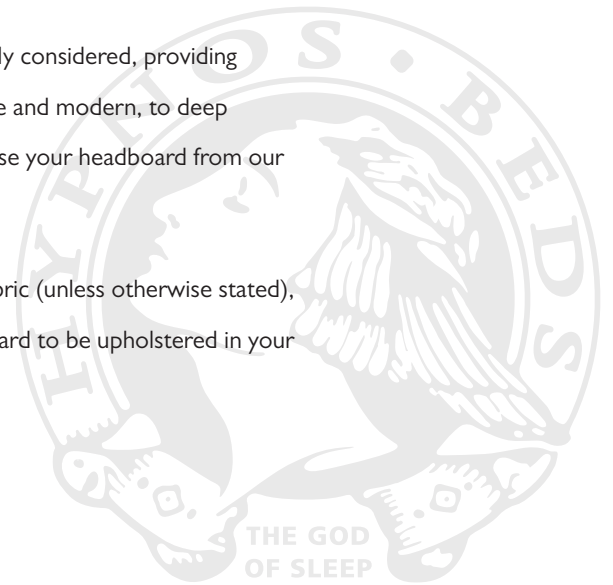 ly considered, providing
e and modern, to deep
se your headboard from our
bric (unless otherwise stated),
ard to be upholstered in your
HYPNOS • BEDS
THE GOD
OF SLEEP